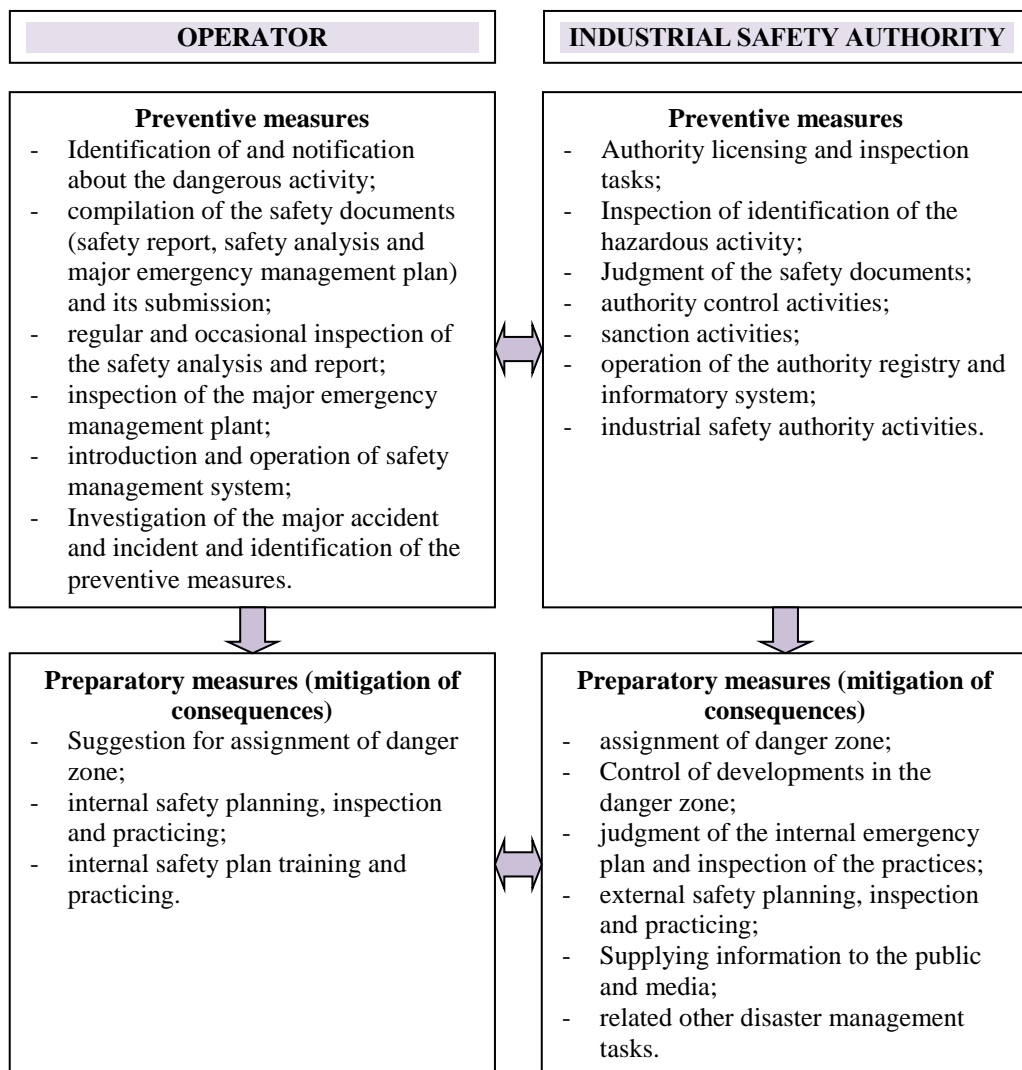 OPERATOR
INDUSTRIAL SAFETY AUTHORITY
Preventive measures
- Identification of and notification
about the dangerous activity;
- compilation of the safety documents
(safety report, safety analysis and
major emergency management plan)
and its submission;
- regular and occasional inspection of
the safety analysis and report;
- inspection of the major emergency
management plant;
- introduction and operation of safety
management system;
- Investigation of the major accident
and incident and identification of the
preventive measures.
Preventive measures
- Authority licensing and inspection
tasks;
- Inspection of identification of the
hazardous activity;
- Judgment of the safety documents;
- authority control activities;
- sanction activities;
- operation of the authority registry and
informatory system;
- industrial safety authority activities.
Preparatory measures (mitigation of
consequences)
- Suggestion for assignment of danger
zone;
- internal safety planning, inspection
and practicing;
- internal safety plan training and
practicing.
Preparatory measures (mitigation of
consequences)
- assignment of danger zone;
- Control of developments in the
danger zone;
- judgment of the internal emergency
plan and inspection of the practices;
- external safety planning, inspection
and practicing;
- Supplying information to the public
and media;
- related other disaster management
tasks.